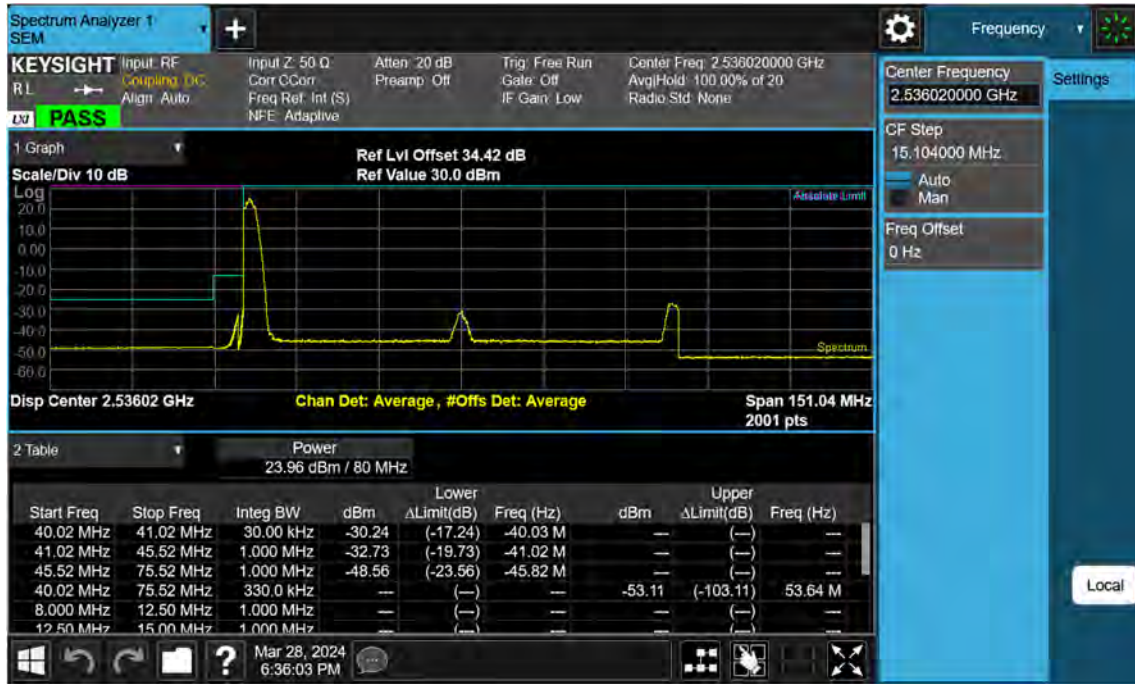 Spectrum Analyzer 1
SEM
Frequency
KEYSIGHT
RL
LXI PASS
Input: RF
Coupling: DC
Align: Auto
Input Z: 50 Ω
Corr CCorr
Freq Ref: Int (S)
NFE: Adaptive
Atten: 20 dB
Preamp: Off
Trig: Free Run
Gate: Off
IF Gain: Low
Center Freq: 2.536020000 GHz
Avg|Hold: 100.00% of 20
Radio Std: None
Center Frequency
2.536020000 GHz
Settings
CF Step
15.104000 MHz
Auto
Man
Freq Offset
0 Hz
Local
1 Graph
Scale/Div 10 dB
Ref Lvl Offset 34.42 dB
Ref Value 30.0 dBm
Log
Absolute Limit
20.0
10.0
0.00
-10.0
-20.0
-30.0
-40.0
-50.0
-60.0
Spectrum
Disp Center 2.53602 GHz
Chan Det: Average, #Offs Det: Average
Span 151.04 MHz
2001 pts
2 Table
Power
23.96 dBm / 80 MHz
Lower Upper
Start Freq Stop Freq Integ BW dBm ΔLimit(dB) Freq (Hz) dBm ΔLimit(dB) Freq (Hz)
40.02 MHz 41.02 MHz 30.00 kHz -30.24 (-17.24) -40.03 M --- (---) ---
41.02 MHz 45.52 MHz 1.000 MHz -32.73 (-19.73) -41.02 M --- (---) ---
45.52 MHz 75.52 MHz 1.000 MHz -48.56 (-23.56) -45.82 M --- (---) ---
40.02 MHz 75.52 MHz 330.0 kHz --- (---) --- -53.11 (-103.11) 53.64 M
8.000 MHz 12.50 MHz 1.000 MHz --- (---) --- --- (---) ---
12.50 MHz 15.00 MHz 1.000 MHz --- (---) --- --- (---) ---
?
Mar 28, 2024
6:36:03 PM